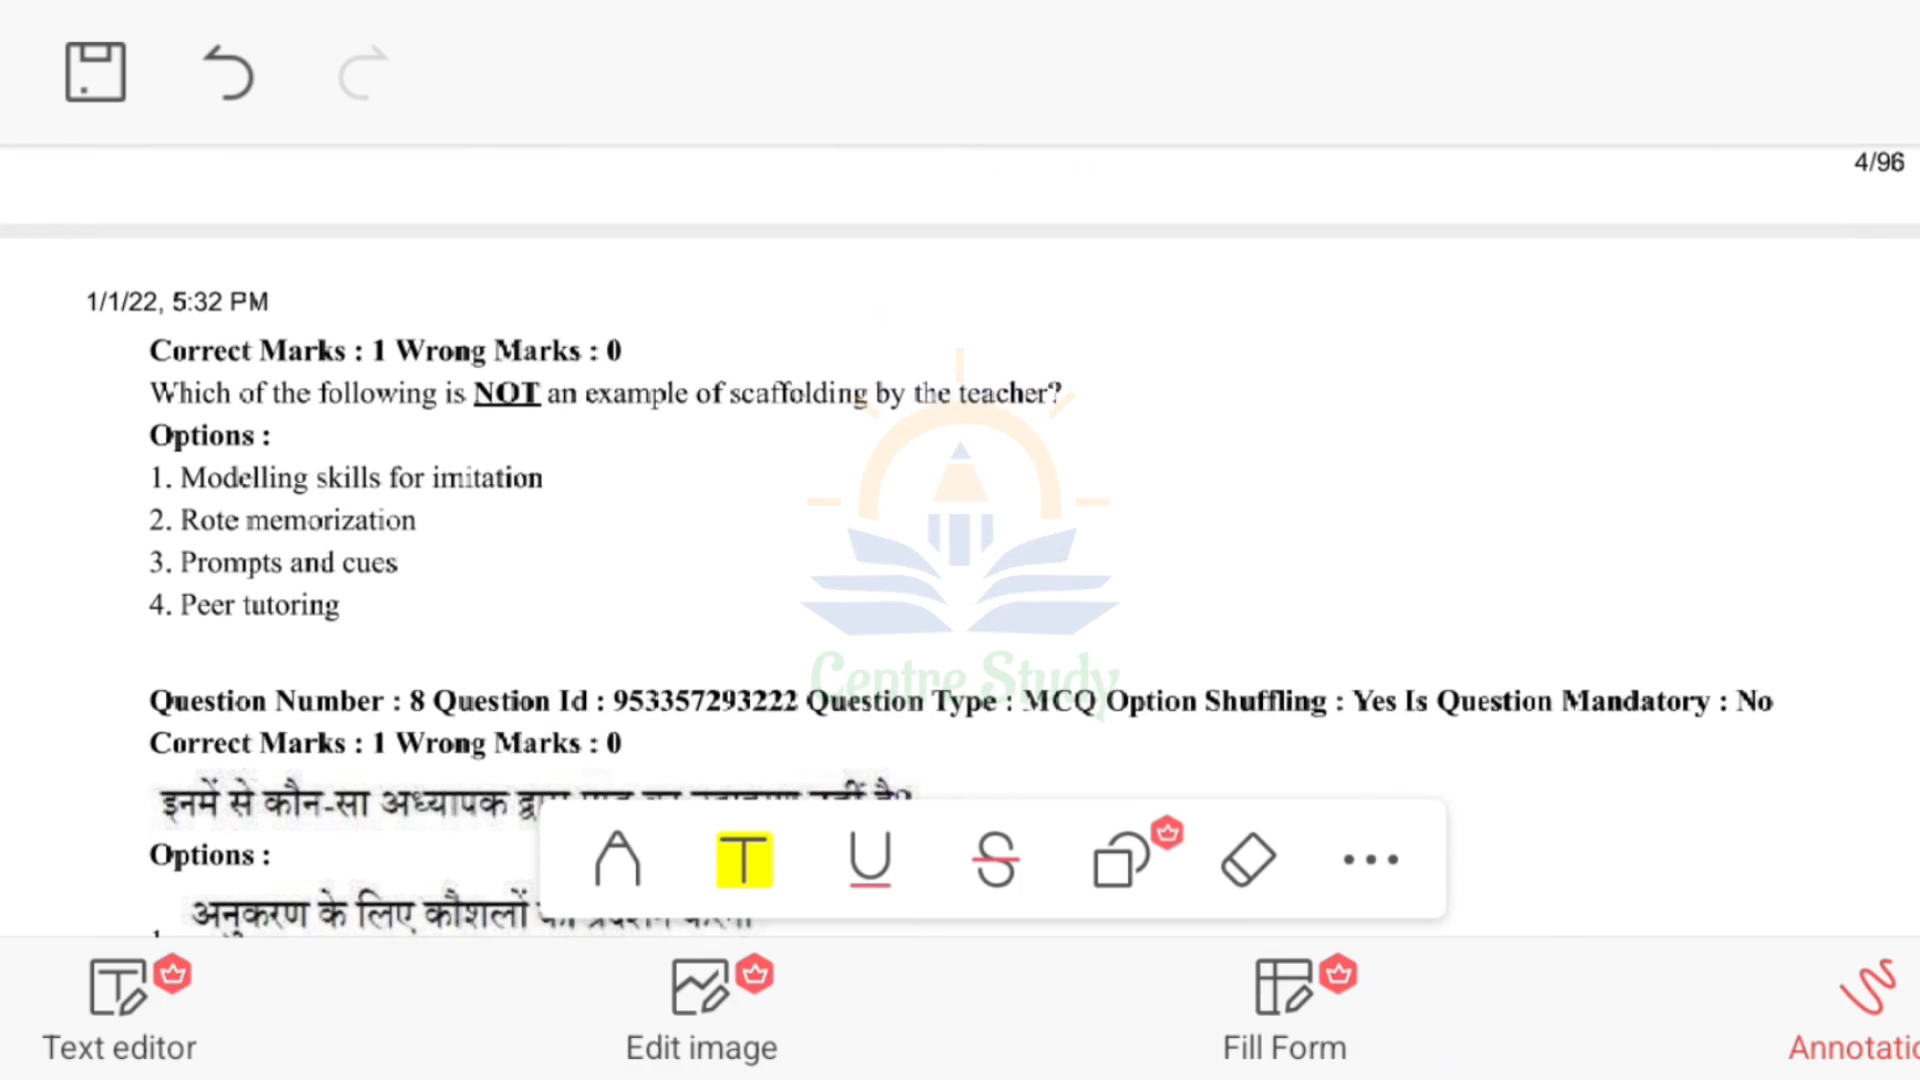 4/96
1/1/22, 5:32 PM
Correct Marks : 1 Wrong Marks : 0
Which of the following is NOT an example of scaffolding by the teacher?
Options :
1. Modelling skills for imitation
2. Rote memorization
3. Prompts and cues
4. Peer tutoring
Centre Study
Question Number : 8 Question Id : 953357293222 Question Type : MCQ Option Shuffling : Yes Is Question Mandatory : No
Correct Marks : 1 Wrong Marks : 0
इनमें से कौन-सा अध्यापक
Options :
अनुकरण के लिए कौशलों
Text editor
Edit image
Fill Form
Annotatio